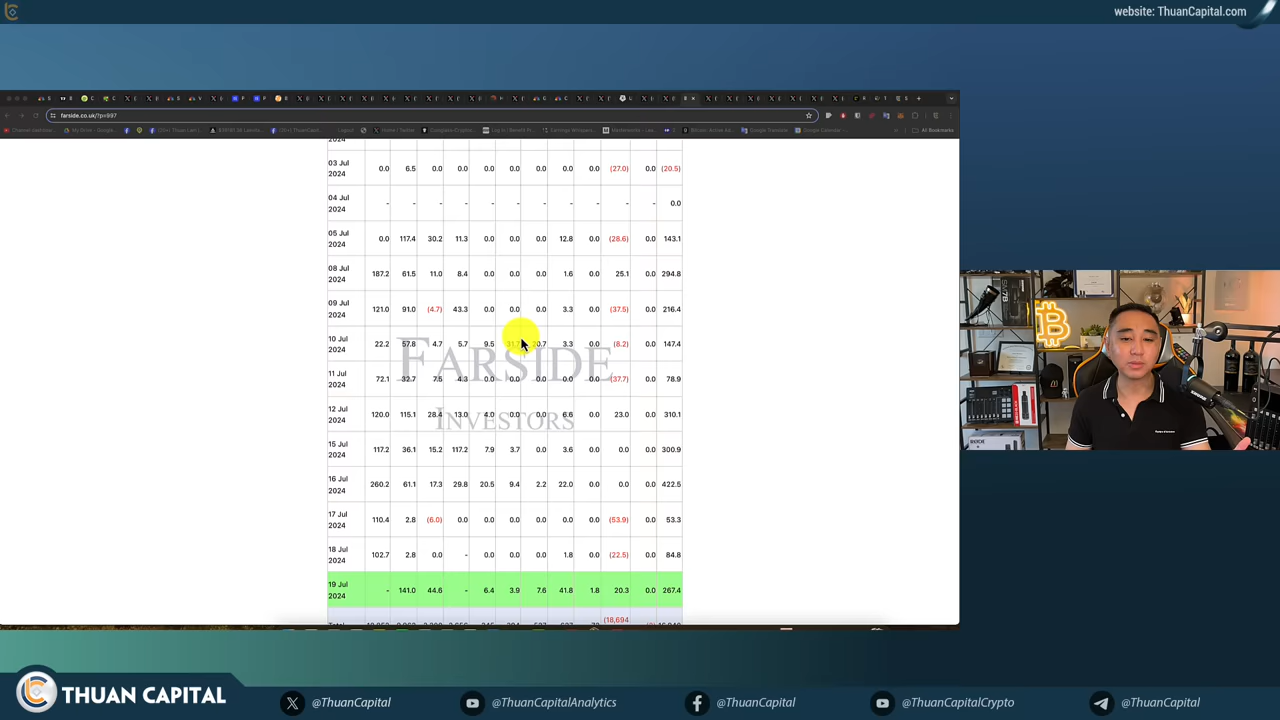 website: ThuanCapital.com
farside.co.uk/?p=997
2024
03 Jul 2024 0.0 6.5 0.0 0.0 0.0 0.0 0.0 0.0 0.0 (27.0) 0.0 (20.5)
04 Jul 2024 - - - - - - - - - - - 0.0
05 Jul 2024 0.0 117.4 30.2 11.3 0.0 0.0 0.0 12.8 0.0 (28.6) 0.0 143.1
08 Jul 2024 187.2 61.5 11.0 8.4 0.0 0.0 0.0 1.6 0.0 25.1 0.0 294.8
09 Jul 2024 121.0 91.0 (4.7) 43.3 0.0 0.0 0.0 3.3 0.0 (37.5) 0.0 216.4
10 Jul 2024 22.2 57.8 4.7 5.7 9.5 20.7 3.3 0.0 (8.2) 0.0 147.4
11 Jul 2024 72.1 32.7 7.5 4.3 0.0 0.0 0.0 0.0 0.0 (37.7) 0.0 78.9
12 Jul 2024 120.0 115.1 28.4 13.0 4.0 0.0 0.0 6.6 0.0 23.0 0.0 310.1
15 Jul 2024 117.2 36.1 15.2 117.2 7.9 3.7 0.0 3.6 0.0 0.0 0.0 300.9
16 Jul 2024 260.2 61.1 17.3 29.8 20.5 9.4 2.2 22.0 0.0 0.0 0.0 422.5
17 Jul 2024 110.4 2.8 (6.0) 0.0 0.0 0.0 0.0 0.0 0.0 (53.9) 0.0 53.3
18 Jul 2024 102.7 2.8 0.0 - 0.0 0.0 0.0 1.8 0.0 (22.5) 0.0 84.8
19 Jul 2024 - 141.0 44.6 - 6.4 3.9 7.6 41.8 1.8 20.3 0.0 267.4
(18,694
FARSIDE
INVESTORS
THUAN CAPITAL
@ThuanCapital
@ThuanCapitalAnalytics
@ThuanCapital
@ThuanCapitalCrypto
@ThuanCapital